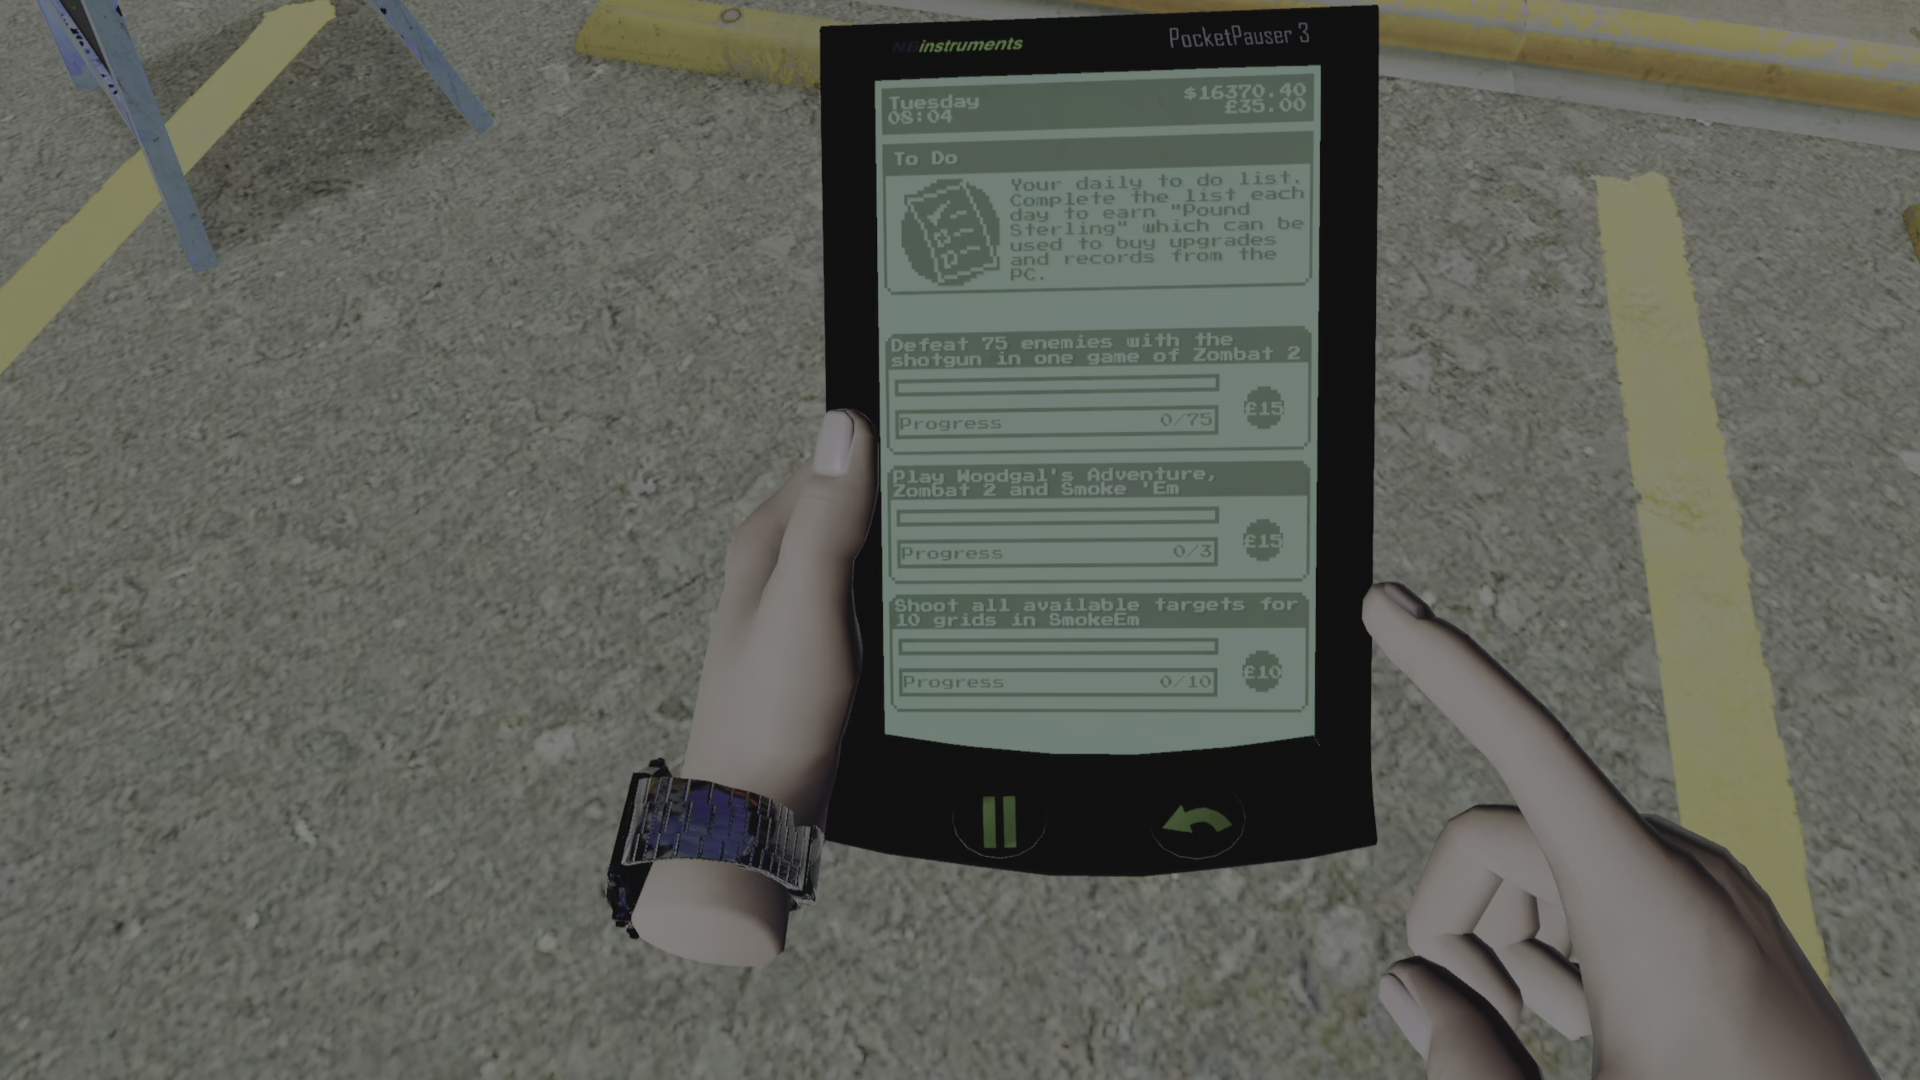 NBinstruments
PocketPauser 3
Tuesday
08:04
$16370.40
£35.00
To Do
Your daily to do list.
Complete the list each
day to earn "Pound
Sterling" which can be
used to buy upgrades
and records from the
PC.
Defeat 75 enemies with the
shotgun in one game of Zombat 2
Progress 0/75
£15
Play Woodgal's Adventure,
Zombat 2 and Smoke 'Em
Progress 0/3
£15
Shoot all available targets for
10 grids in SmokeEm
Progress 0/10
£10